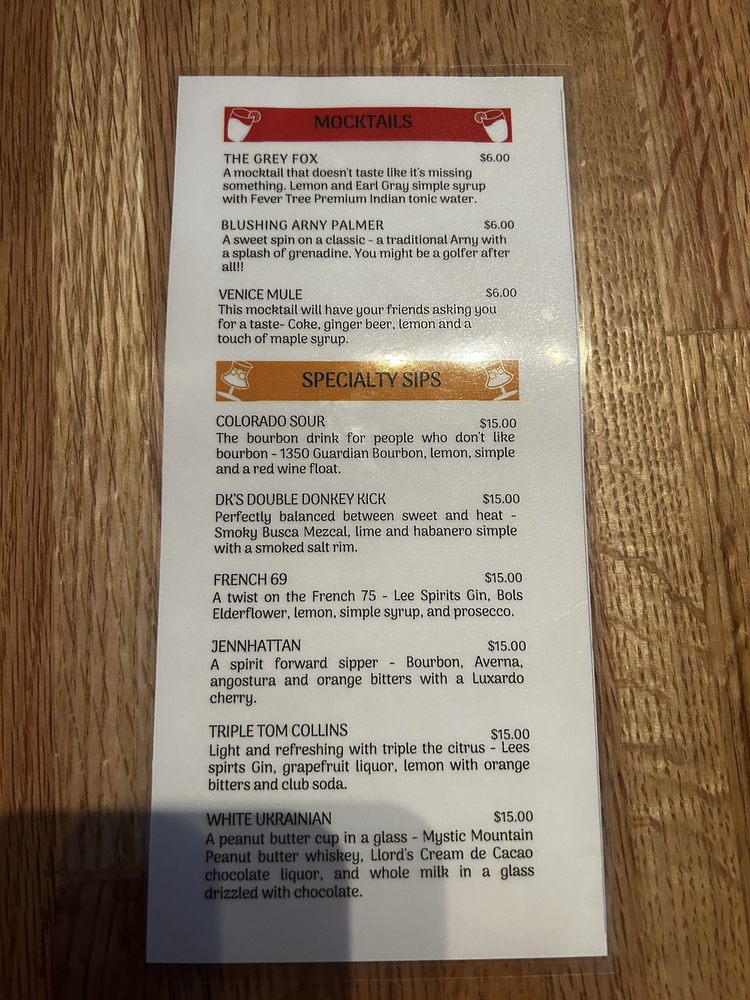 MOCKTAILS
THE GREY FOX $6.00
A mocktail that doesn't taste like it's missing
something. Lemon and Earl Gray simple syrup
with Fever Tree Premium Indian tonic water.
BLUSHING ARNY PALMER $6.00
A sweet spin on a classic - a traditional Arny with
a splash of grenadine. You might be a golfer after
all!!
VENICE MULE $6.00
This mocktail will have your friends asking you
for a taste- Coke, ginger beer, lemon and a
touch of maple syrup.
SPECIALTY SIPS
COLORADO SOUR $15.00
The bourbon drink for people who don't like
bourbon - 1350 Guardian Bourbon, lemon, simple
and a red wine float.
DK'S DOUBLE DONKEY KICK $15.00
Perfectly balanced between sweet and heat -
Smoky Busca Mezcal, lime and habanero simple
with a smoked salt rim.
FRENCH 69 $15.00
A twist on the French 75 - Lee Spirits Gin, Bols
Elderflower, lemon, simple syrup, and prosecco.
JENNHATTAN $15.00
A spirit forward sipper - Bourbon, Averna,
angostura and orange bitters with a Luxardo
cherry.
TRIPLE TOM COLLINS $15.00
Light and refreshing with triple the citrus - Lees
spirts Gin, grapefruit liquor, lemon with orange
bitters and club soda.
WHITE UKRAINIAN $15.00
A peanut butter cup in a glass - Mystic Mountain
Peanut butter whiskey, Llord's Cream de Cacao
chocolate liquor, and whole milk in a glass
drizzled with chocolate.